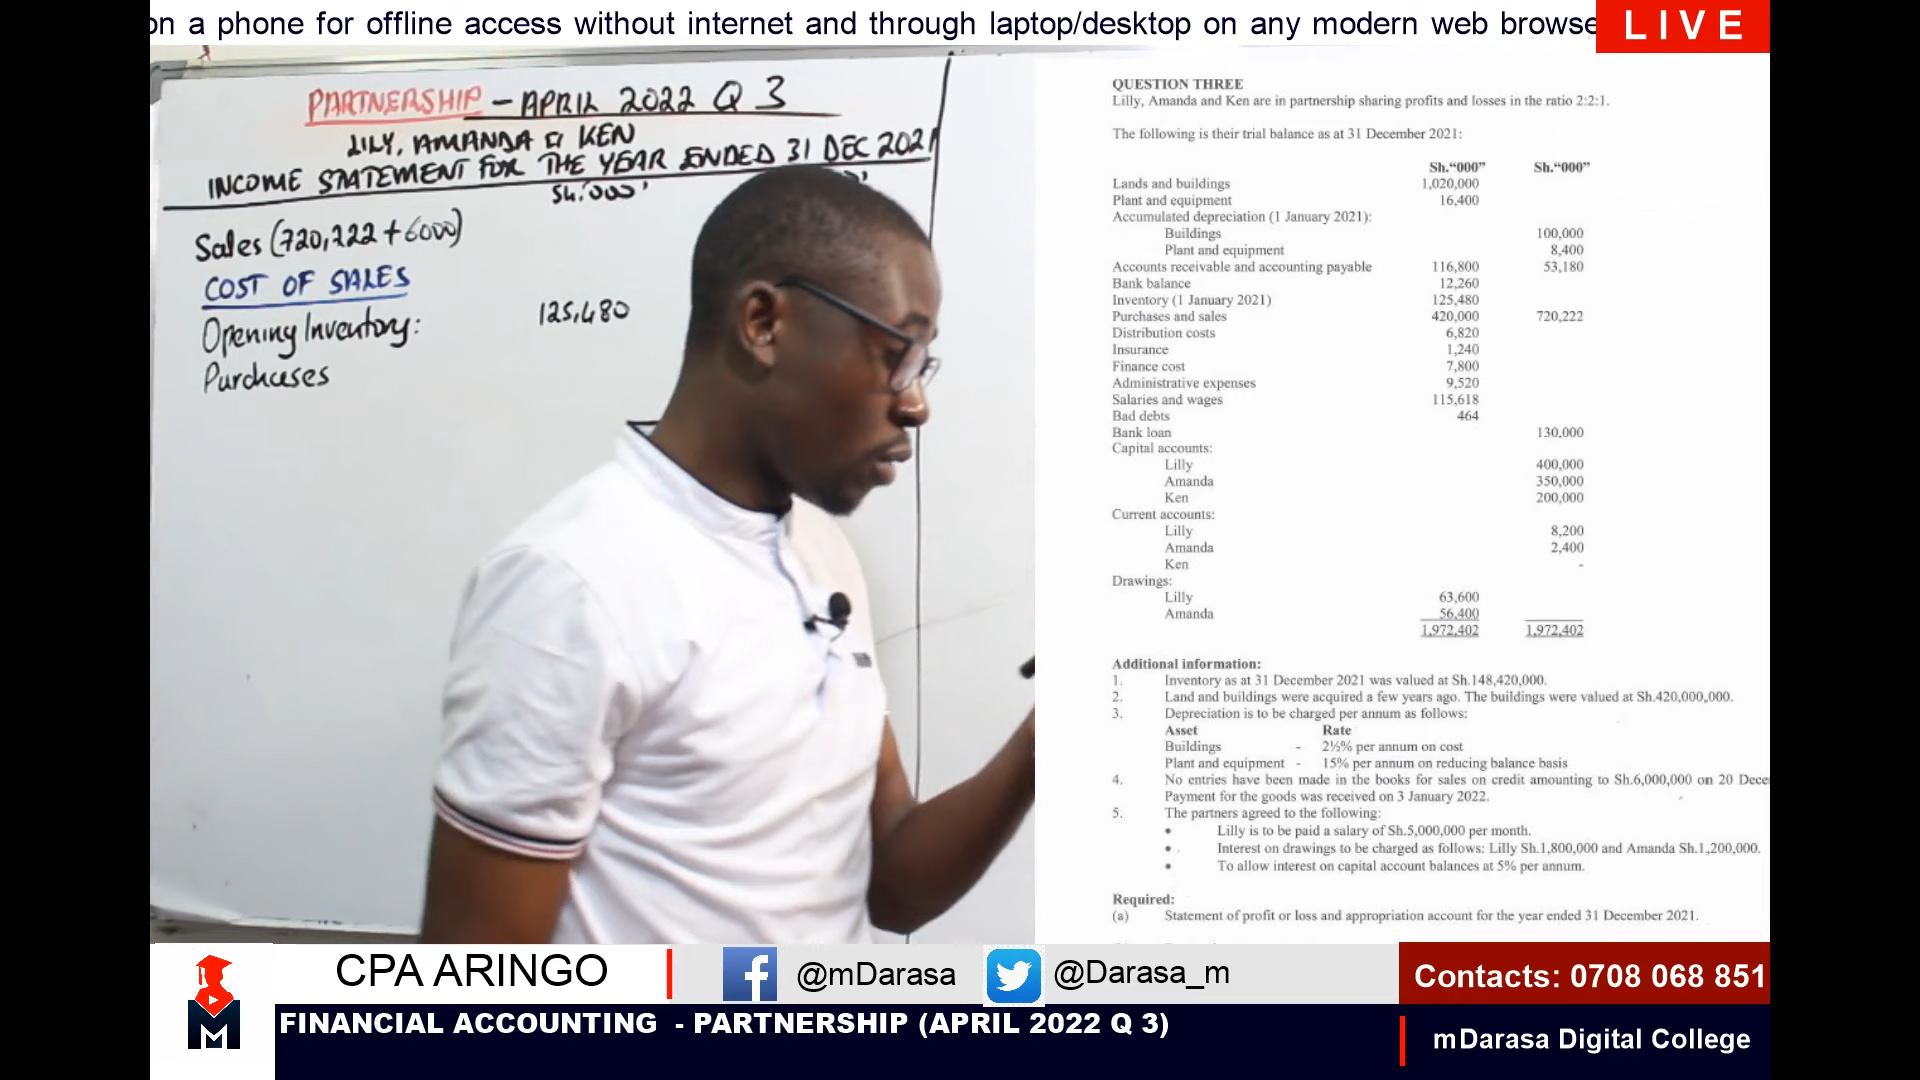 on a phone for offline access without internet and through laptop/desktop on any modern web browse
LIVE
PARTNERSHIP - APRIL 2022 Q 3
LILY, AMANDA & KEN
INCOME STATEMENT FOR THE YEAR ENDED 31 DEC 2021
SH.'000'
Sales (720,222 + 6000)
COST OF SALES
Opening Inventory: 125,480
Purchases
QUESTION THREE
Lilly, Amanda and Ken are in partnership sharing profits and losses in the ratio 2:2:1.
The following is their trial balance as at 31 December 2021:
Sh.“000” Sh.“000”
Lands and buildings 1,020,000
Plant and equipment 16,400
Accumulated depreciation (1 January 2021):
Buildings 100,000
Plant and equipment 8,400
Accounts receivable and accounting payable 116,800 53,180
Bank balance 12,260
Inventory (1 January 2021) 125,480
Purchases and sales 420,000 720,222
Distribution costs 6,820
Insurance 1,240
Finance cost 7,800
Administrative expenses 9,520
Salaries and wages 115,618
Bad debts 464
Bank loan 130,000
Capital accounts:
Lilly 400,000
Amanda 350,000
Ken 200,000
Current accounts:
Lilly 8,200
Amanda 2,400
Ken -
Drawings:
Lilly 63,600
Amanda 56,400
1,972,402 1,972,402
Additional information:
1. Inventory as at 31 December 2021 was valued at Sh.148,420,000.
2. Land and buildings were acquired a few years ago. The buildings were valued at Sh.420,000,000.
3. Depreciation is to be charged per annum as follows:
Asset Rate
Buildings - 2½% per annum on cost
Plant and equipment - 15% per annum on reducing balance basis
4. No entries have been made in the books for sales on credit amounting to Sh.6,000,000 on 20 Dece
Payment for the goods was received on 3 January 2022.
5. The partners agreed to the following:
• Lilly is to be paid a salary of Sh.5,000,000 per month.
• Interest on drawings to be charged as follows: Lilly Sh.1,800,000 and Amanda Sh.1,200,000.
• To allow interest on capital account balances at 5% per annum.
Required:
(a) Statement of profit or loss and appropriation account for the year ended 31 December 2021.
M
CPA ARINGO
@mDarasa
@Darasa_m
Contacts: 0708 068 851
FINANCIAL ACCOUNTING - PARTNERSHIP (APRIL 2022 Q 3)
mDarasa Digital College